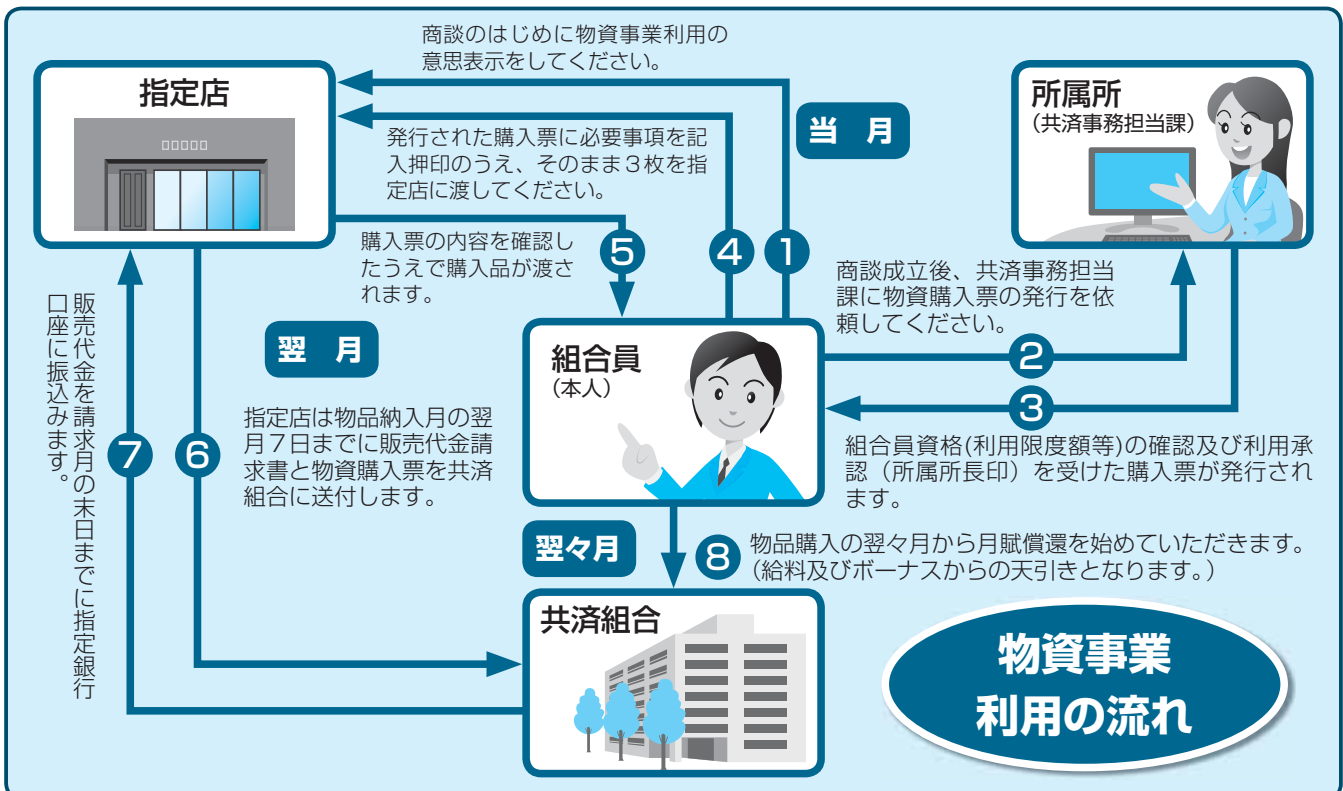 商談のはじめに物資事業利用の
意思表示をしてください。
指定店
所属所
(共済事務担当課)
当 月
発行された購入票に必要事項を記
入押印のうえ、そのまま3枚を指
定店に渡してください。
購入票の内容を確認し
たうえで購入品が渡さ
れます。
5
4
1
商談成立後、共済事務担当
課に物資購入票の発行を依
頼してください。
2
3
組合員資格(利用限度額等)の確認及び利用承
認（所属所長印）を受けた購入票が発行され
ます。
組合員
(本人)
翌 月
指定店は物品納入月の翌
月7日までに販売代金請
求書と物資購入票を共済
組合に送付します。
6
7
販売代金を請求月の末日までに指定銀行
口座に振込みます。
翌々月
8
物品購入の翌々月から月賦償還を始めていただきます。
（給料及びボーナスからの天引きとなります。）
共済組合
物資事業
利用の流れ